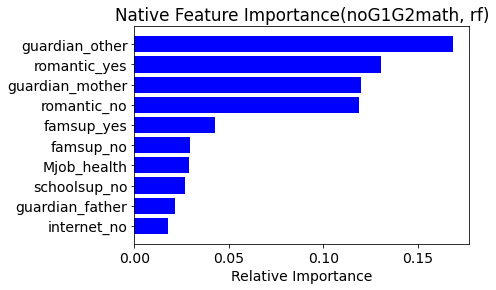 Native Feature Importance(noG1G2math, rf)
guardian_other
romantic_yes
guardian_mother
romantic_no
famsup_yes
famsup_no
Mjob_health
schoolsup_no
guardian_father
internet_no
0.00 0.05 0.10 0.15
Relative Importance